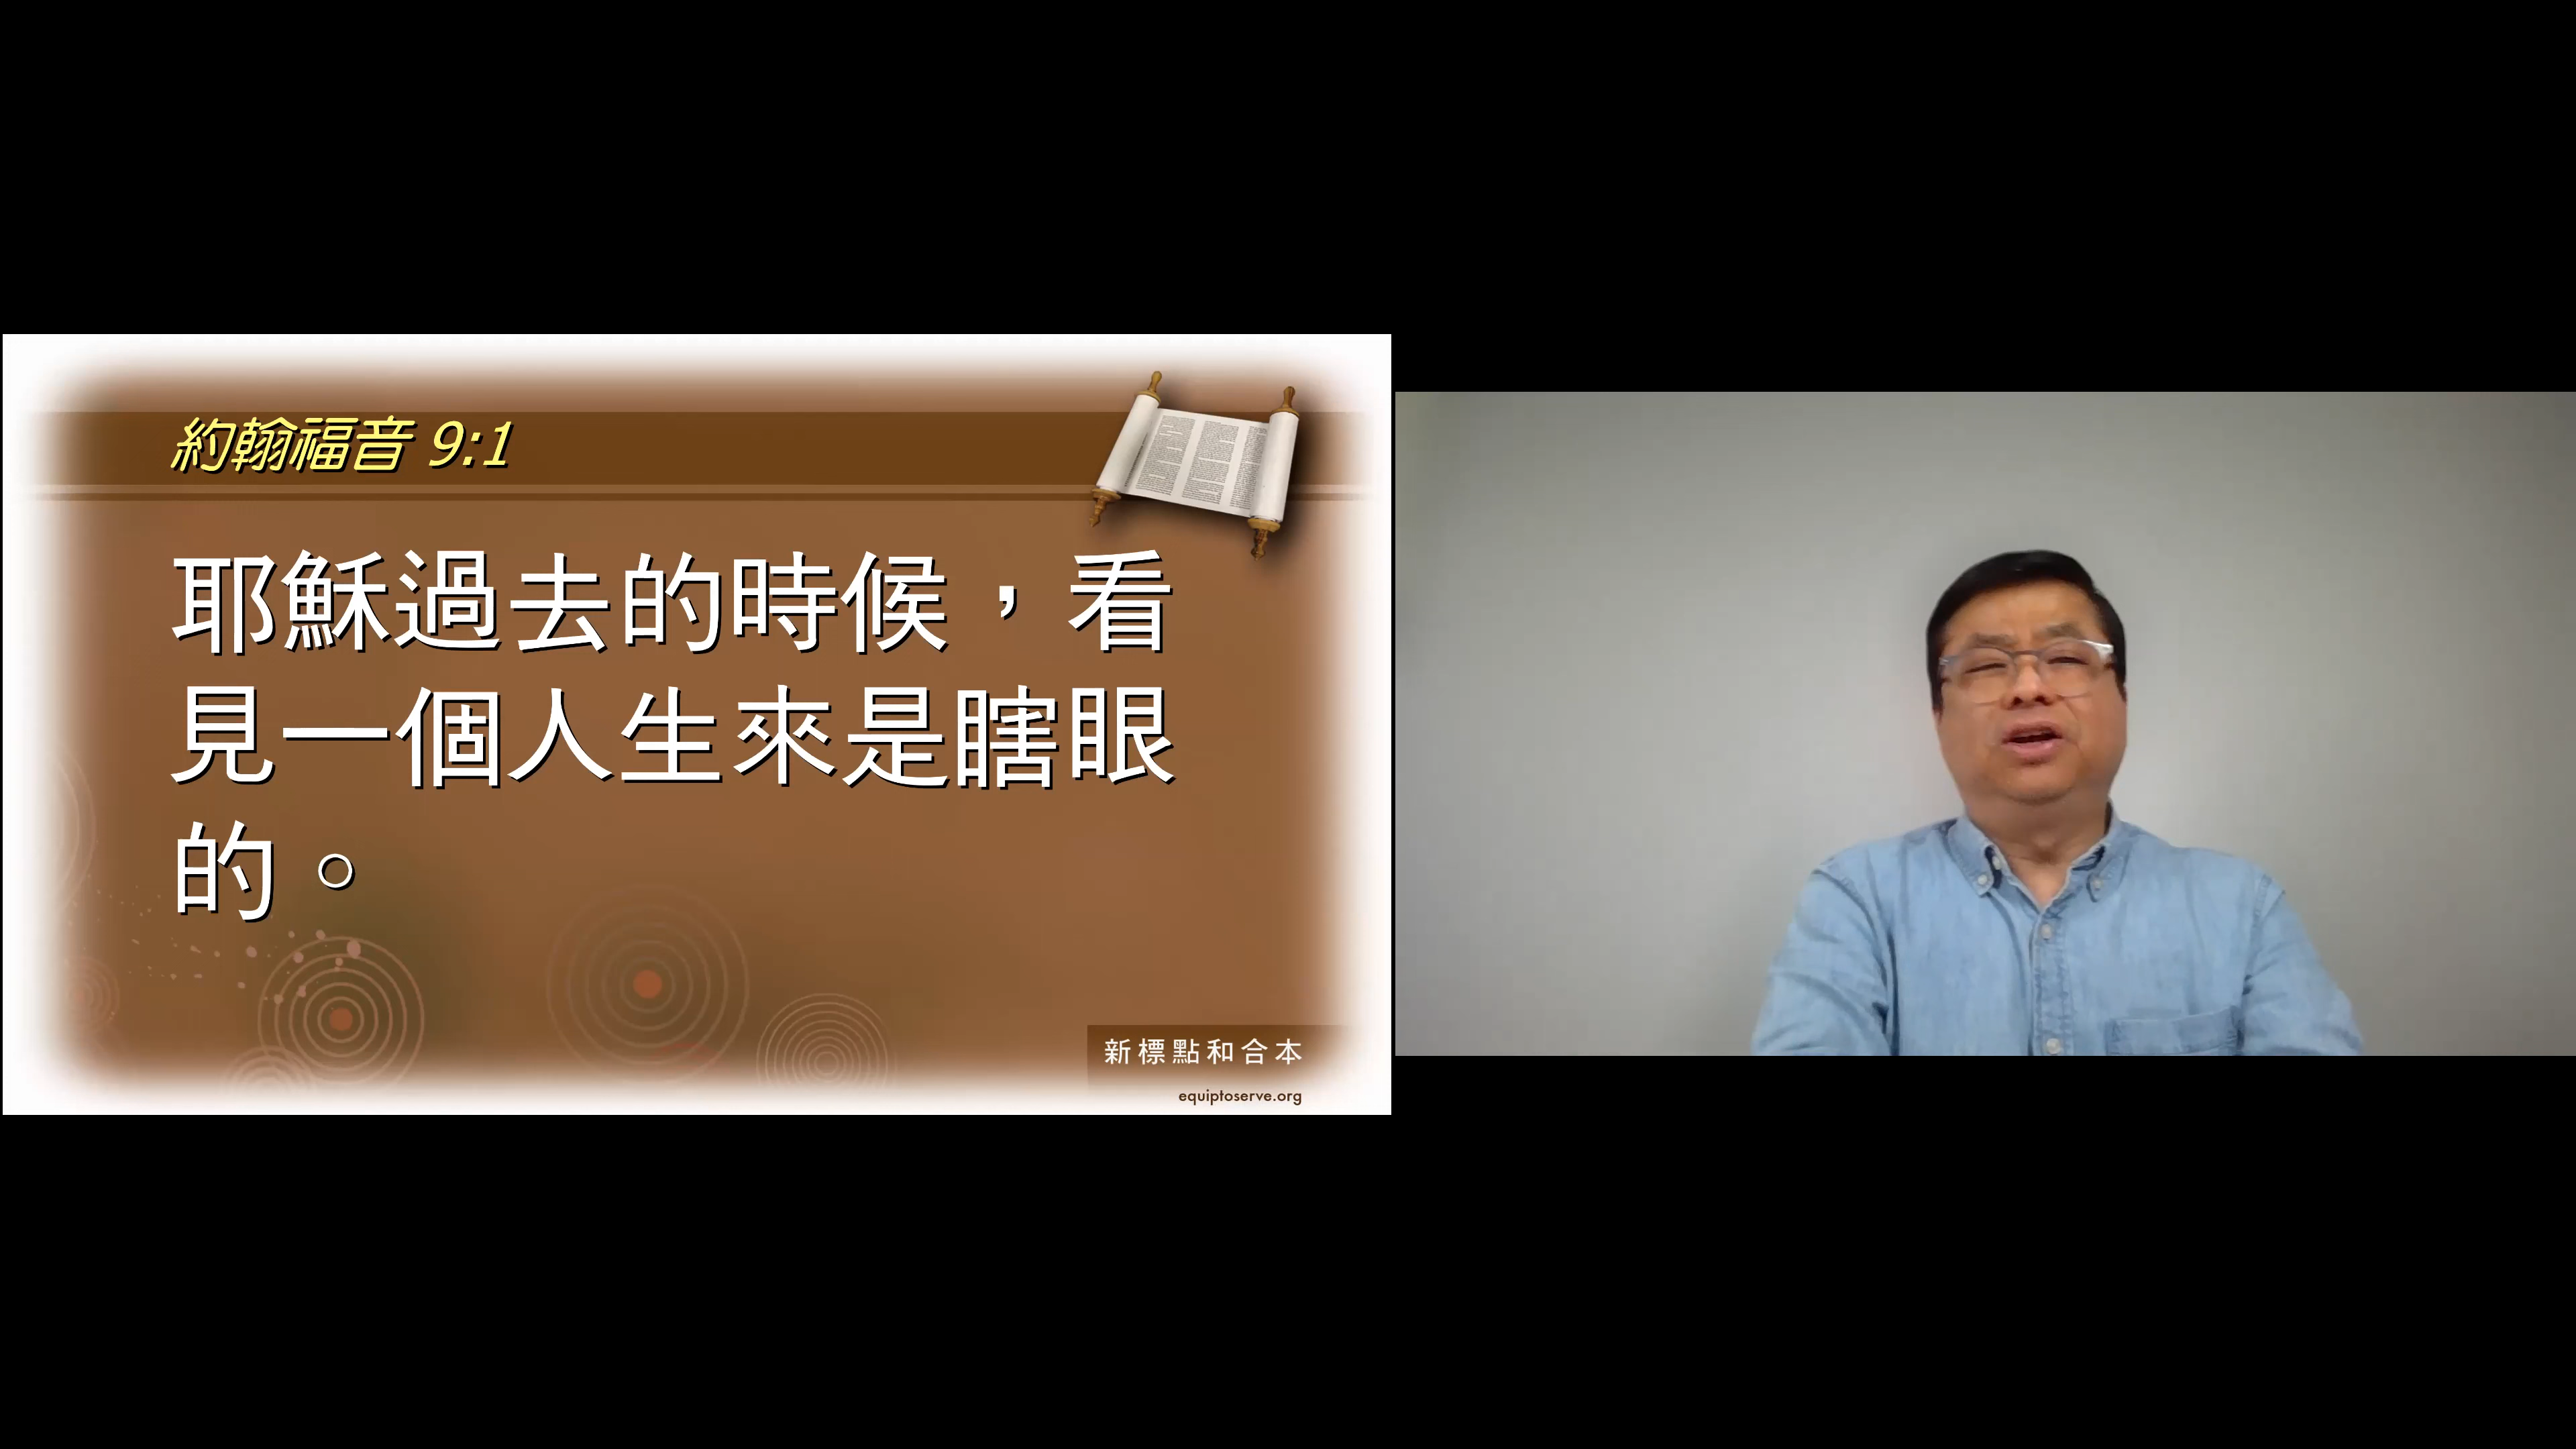 約翰福音 9:1
耶穌過去的時候，看
見一個人生來是瞎眼
的。
新標點和合本
equiptoserve.org